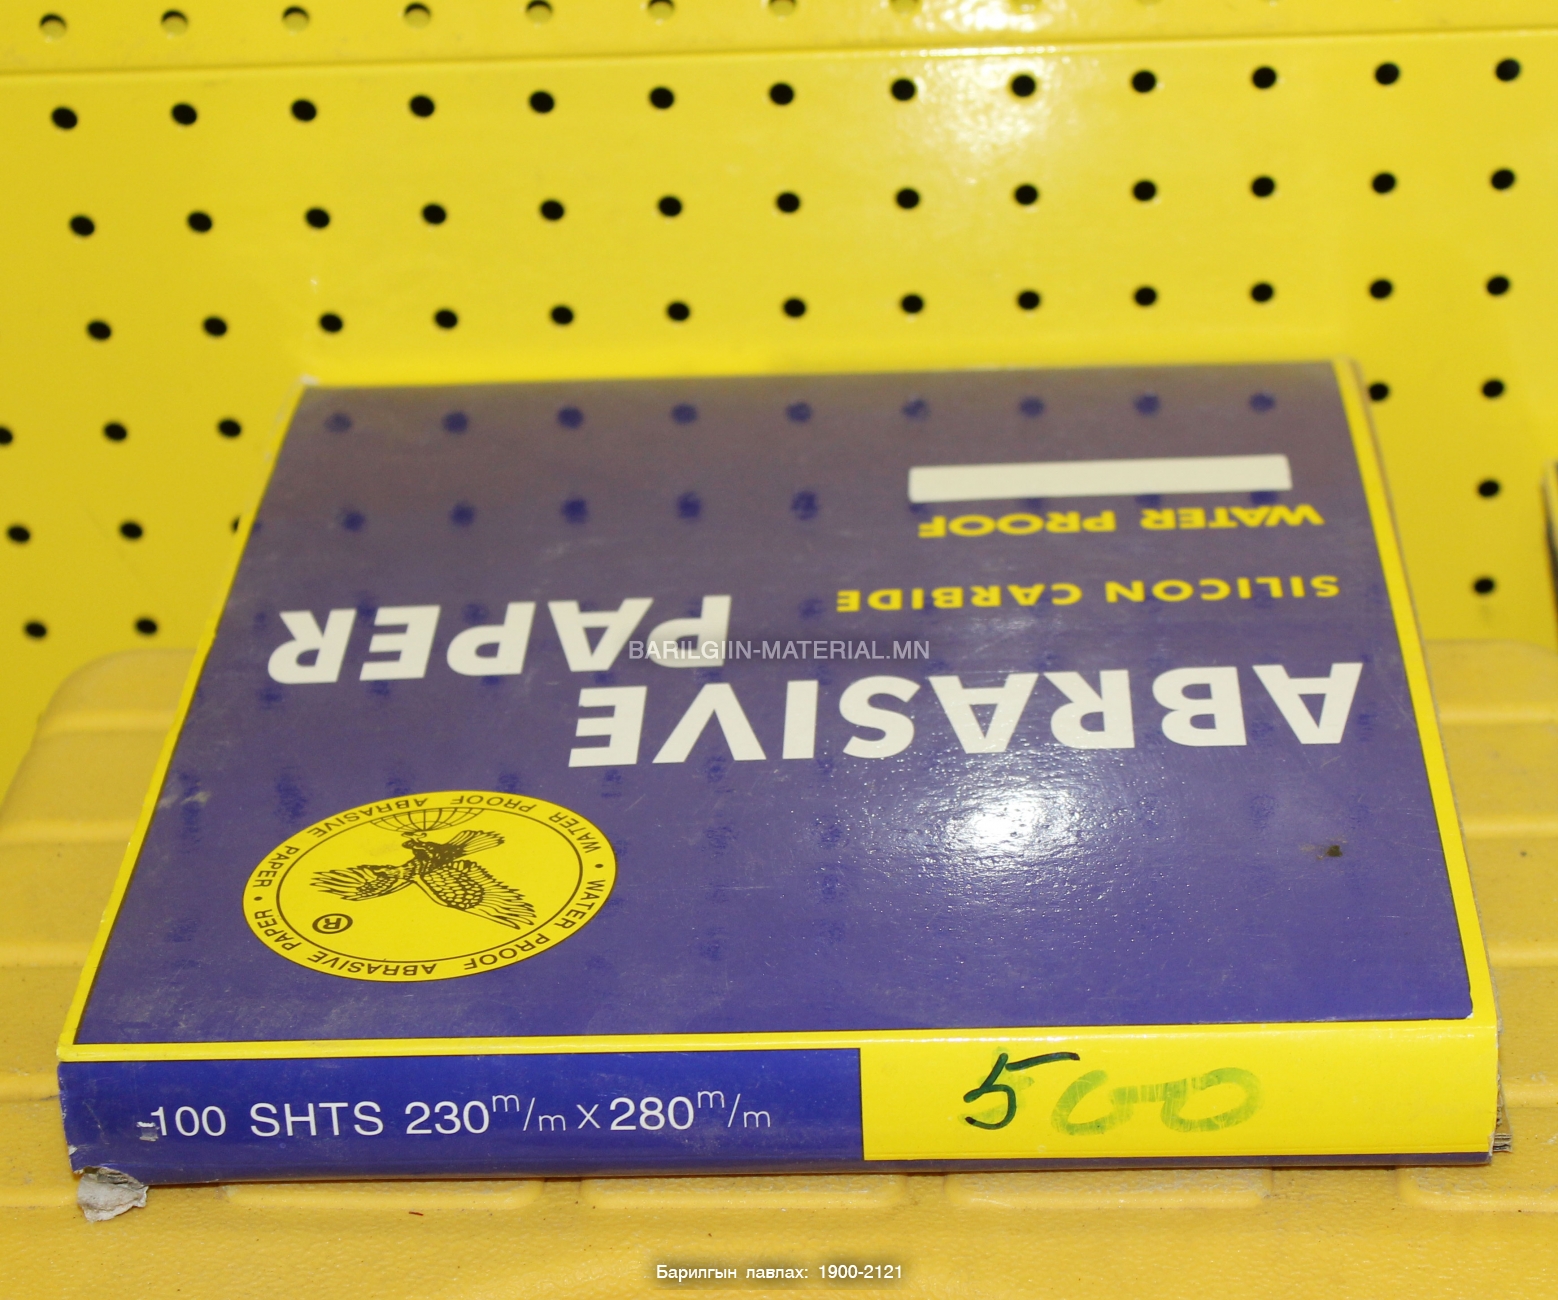 WATER PROOF
SILICON CARBIDE
ABRASIVE
PAPER
BARILGIIN-MATERIAL.MN
WATER PROOF ABRASIVE PAPER • WATER PROOF ABRASIVE PAPER •
®
100 SHTS 230m/m X 280m/m
500
Барилгын лавлах: 1900-2121